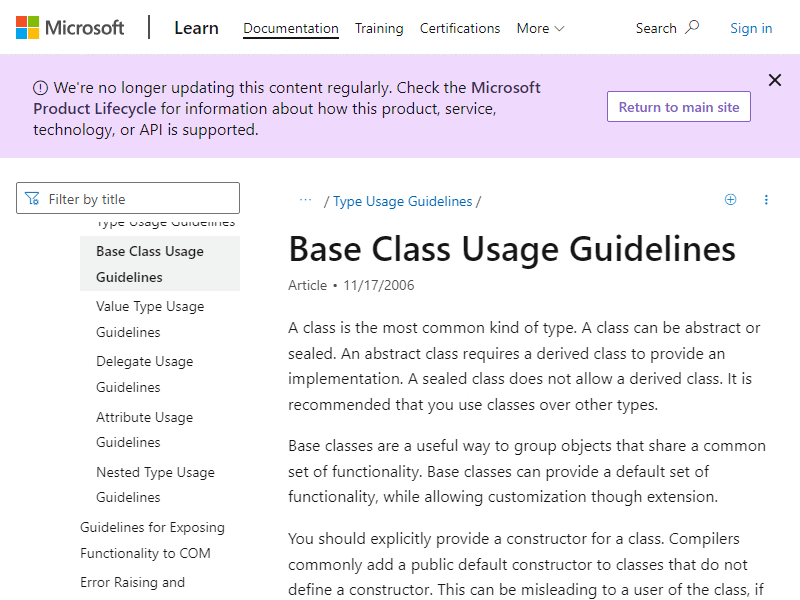 Microsoft
Learn
Documentation
Training
Certifications
More
Search
Sign in
We're no longer updating this content regularly. Check the Microsoft
Product Lifecycle for information about how this product, service,
technology, or API is supported.
Return to main site
Filter by title
Type Usage Guidelines
Base Class Usage
Guidelines
Value Type Usage
Guidelines
Delegate Usage
Guidelines
Attribute Usage
Guidelines
Nested Type Usage
Guidelines
Guidelines for Exposing
Functionality to COM
Error Raising and
… / Type Usage Guidelines /
Base Class Usage Guidelines
Article • 11/17/2006
A class is the most common kind of type. A class can be abstract or
sealed. An abstract class requires a derived class to provide an
implementation. A sealed class does not allow a derived class. It is
recommended that you use classes over other types.
Base classes are a useful way to group objects that share a common
set of functionality. Base classes can provide a default set of
functionality, while allowing customization though extension.
You should explicitly provide a constructor for a class. Compilers
commonly add a public default constructor to classes that do not
define a constructor. This can be misleading to a user of the class, if